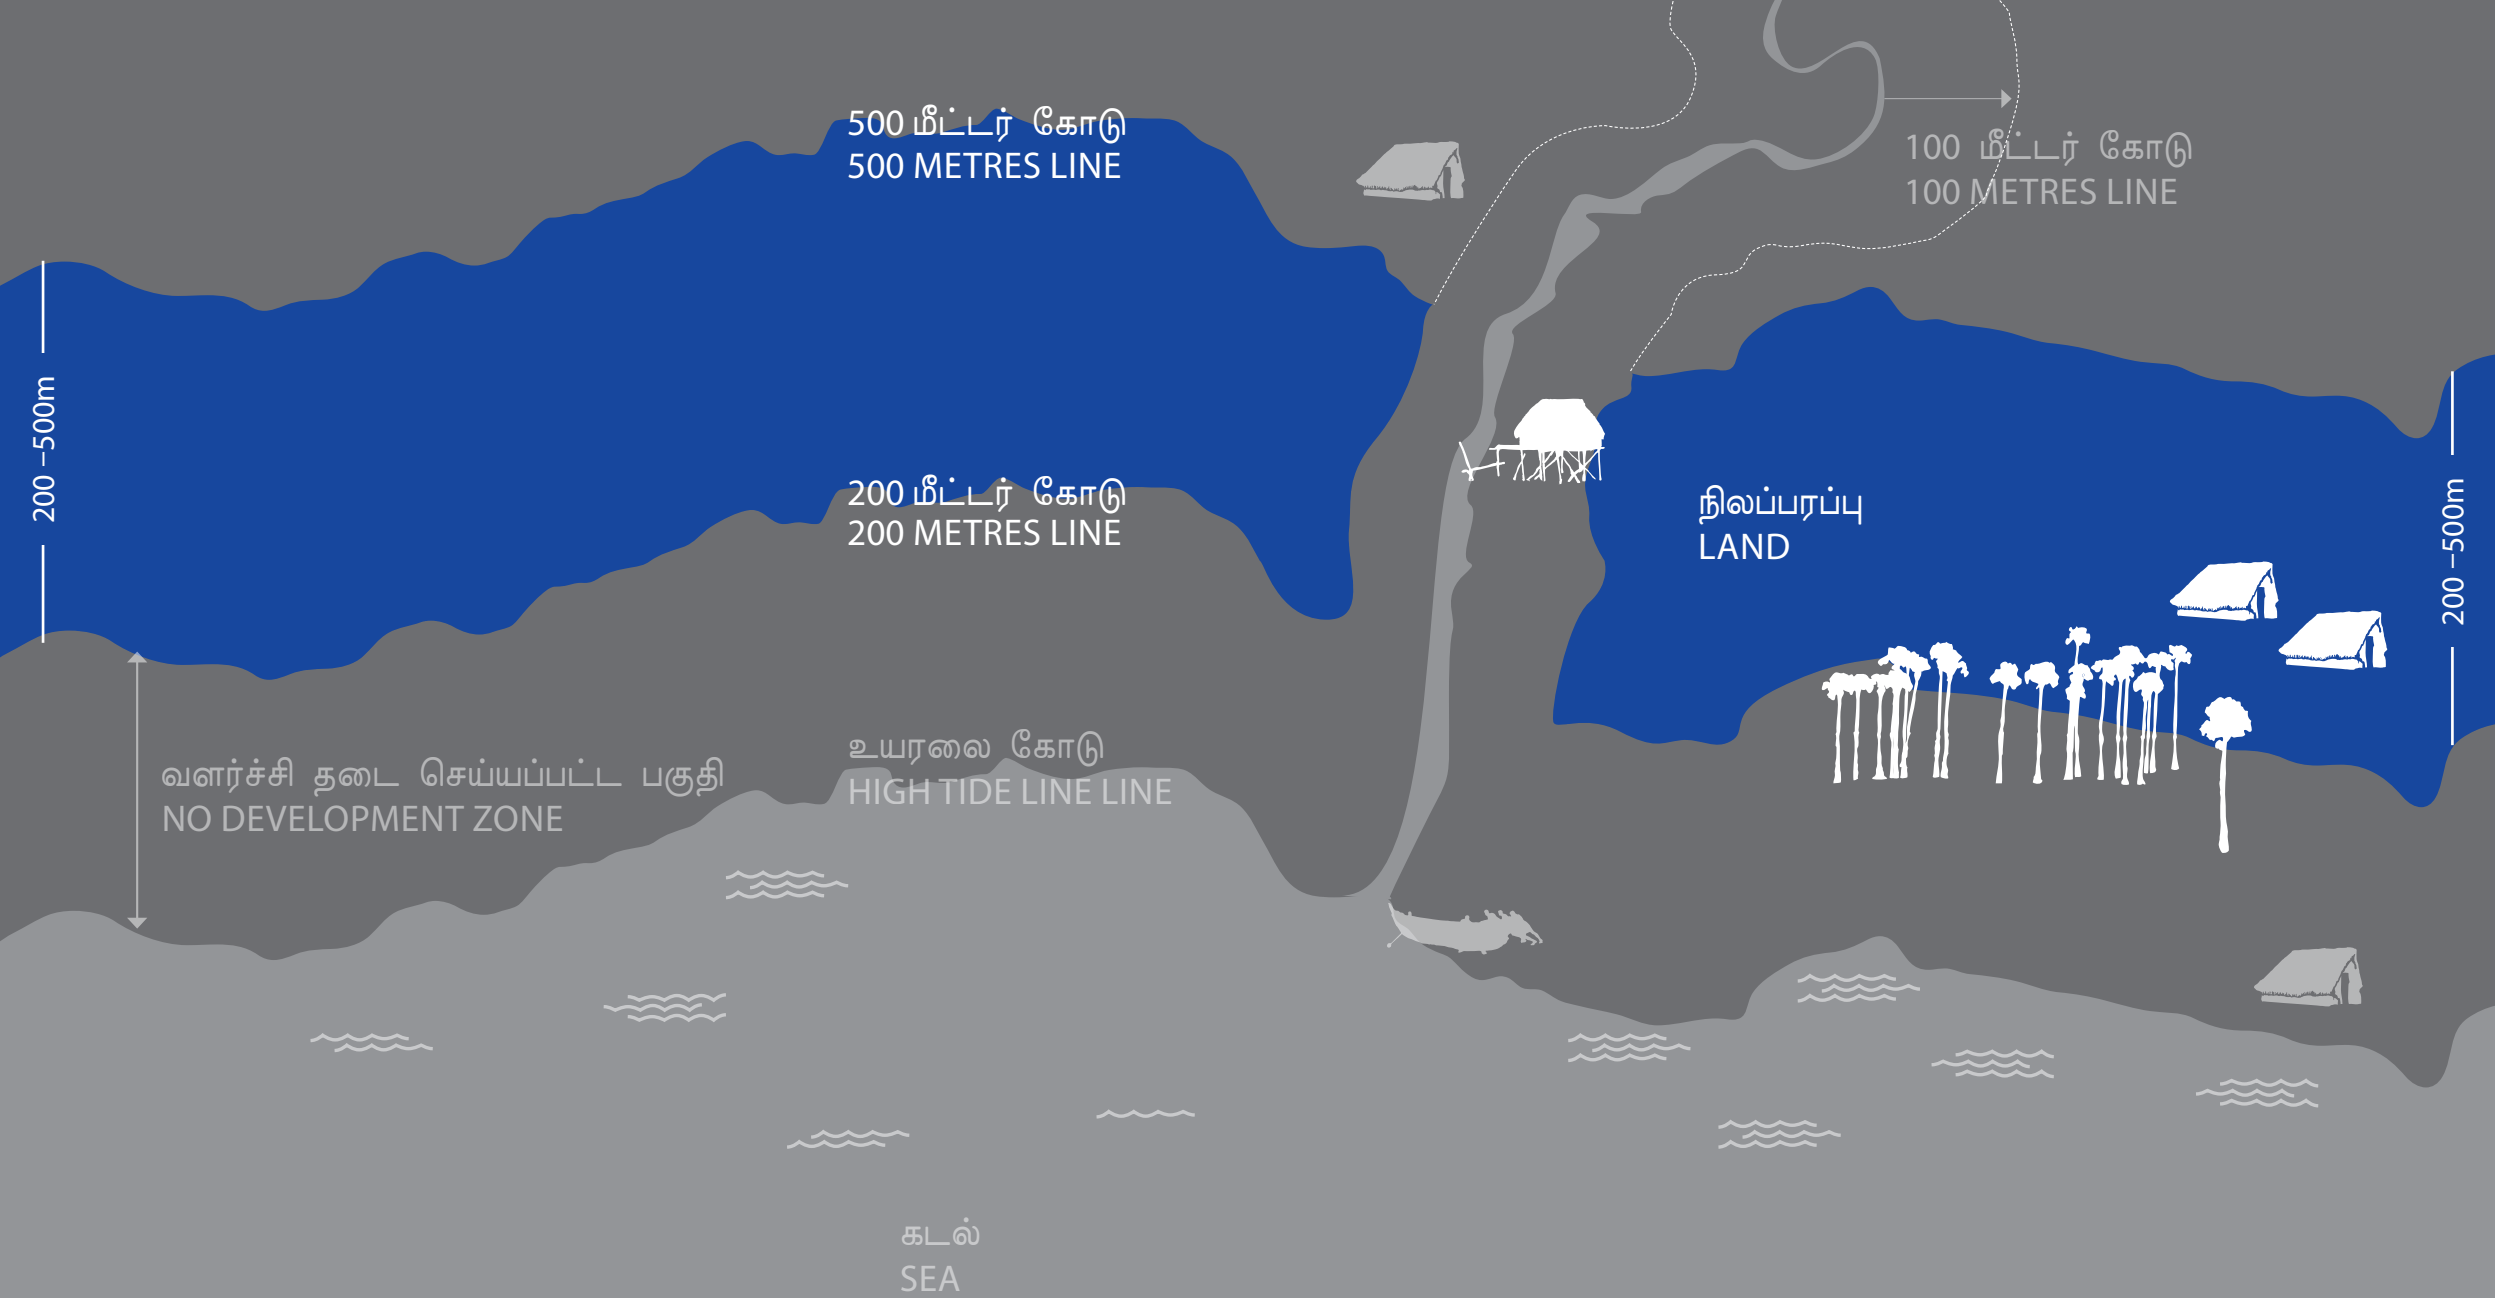 500 மீட்டர் கோடு
500 METRES LINE
100 மீட்டர் கோடு
100 METRES LINE
200 –500m
200 மீட்டர் கோடு
200 METRES LINE
நிலப்பரப்பு
LAND
200 –500m
உயரலை கோடு
HIGH TIDE LINE LINE
வளர்ச்சி தடை செய்யப்பட்ட பகுதி
NO DEVELOPMENT ZONE
கடல்
SEA